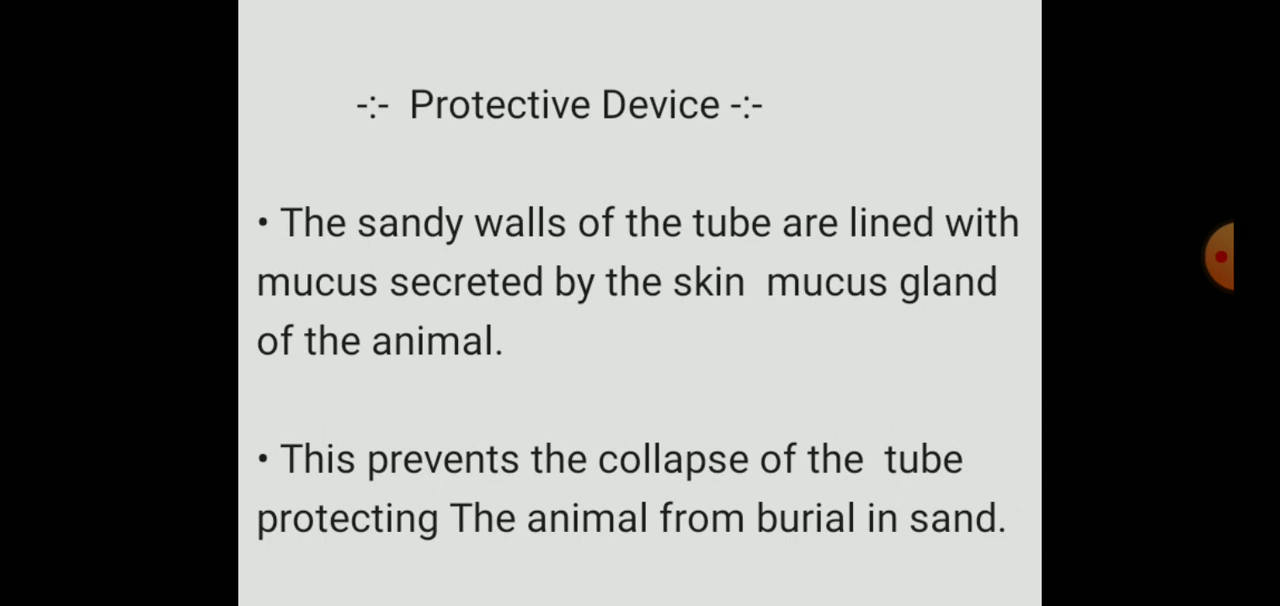 -:- Protective Device -:-
• The sandy walls of the tube are lined with
mucus secreted by the skin  mucus gland
of the animal.
• This prevents the collapse of the  tube
protecting The animal from burial in sand.